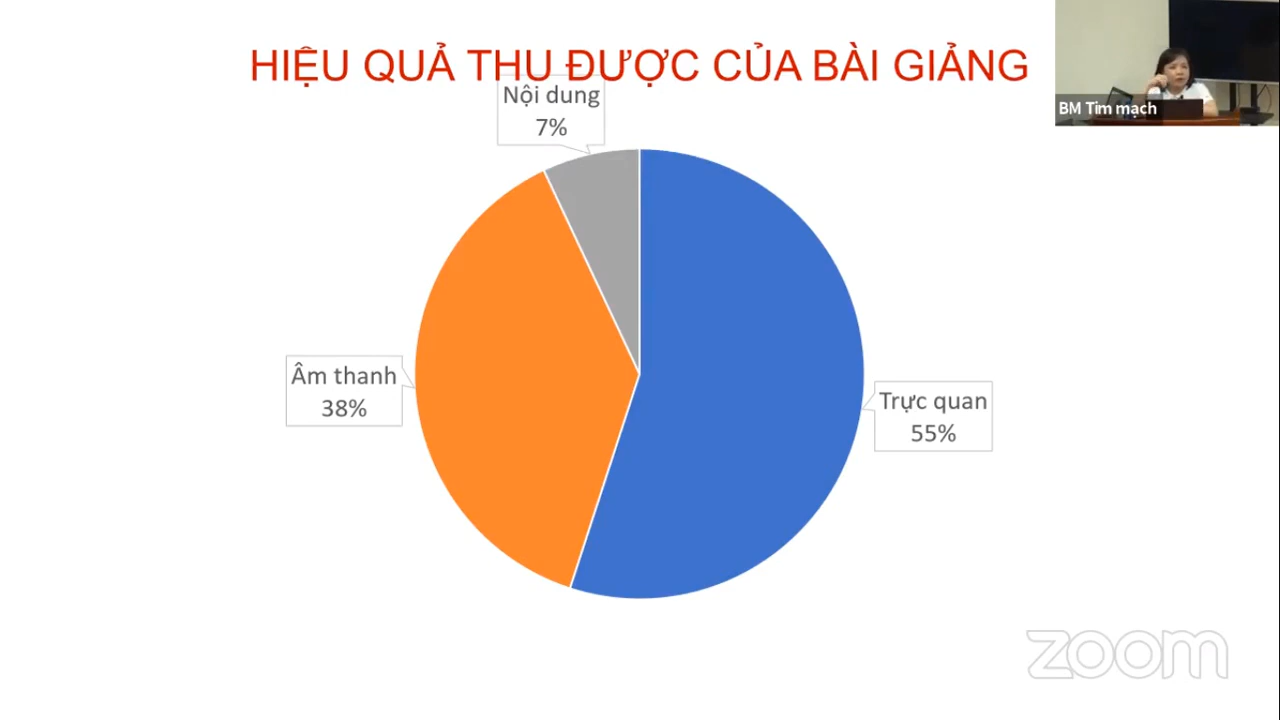 HIỆU QUẢ THU ĐƯỢC CỦA BÀI GIẢNG
BM Tim mạch
Nội dung
7%
Âm thanh
38%
Trực quan
55%
zoom